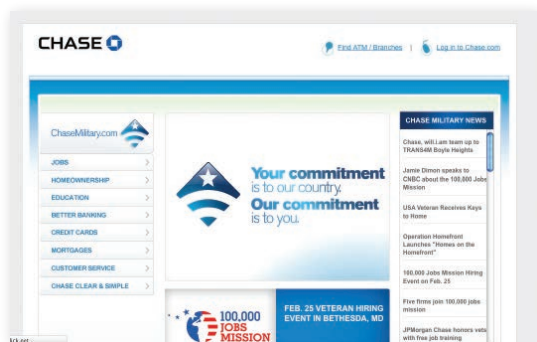 CHASE
Find ATM / Branches | Log in to Chase.com
ChaseMilitary.com
JOBS
HOMEOWNERSHIP
EDUCATION
BETTER BANKING
CREDIT CARDS
MORTGAGES
CUSTOMER SERVICE
CHASE CLEAR & SIMPLE
Your commitment
is to our country.
Our commitment
is to you.
100,000
JOBS
MISSION
FEB. 25 VETERAN HIRING
EVENT IN BETHESDA, MD
CHASE MILITARY NEWS
Chase, will.i.am team up to
TRANS4M Boyle Heights
Jamie Dimon speaks to
CNBC about the 100,000 Jobs
Mission
USA Veteran Receives Keys
to Home
Operation Homefront
Launches "Homes on the
Homefront"
100,000 Jobs Mission Hiring
Event on Feb. 25
Five firms join 100,000 jobs
mission
JPMorgan Chase honors vets
with free job training